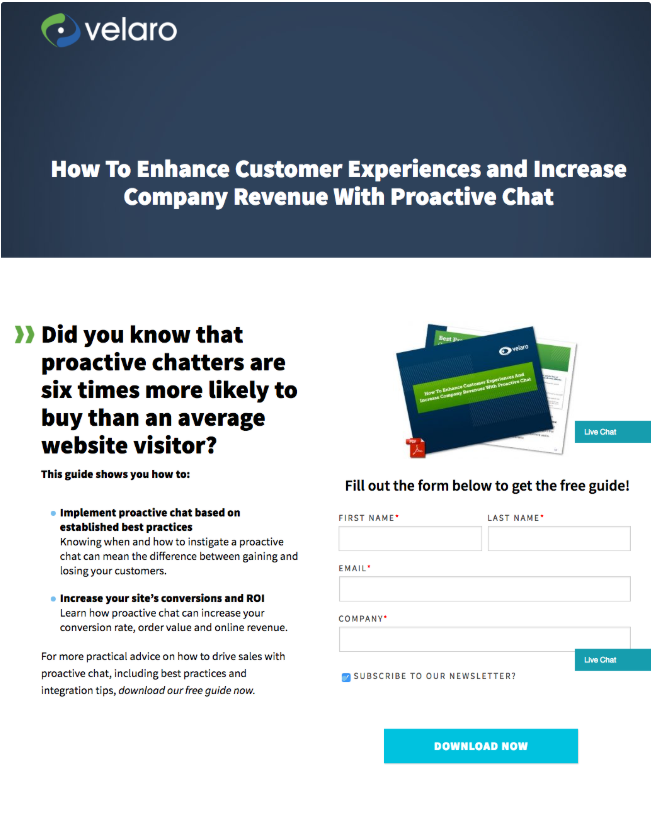 velaro
How To Enhance Customer Experiences and Increase
Company Revenue With Proactive Chat
Did you know that
proactive chatters are
six times more likely to
buy than an average
website visitor?
This guide shows you how to:
Implement proactive chat based on
established best practices
Knowing when and how to instigate a proactive
chat can mean the difference between gaining and
losing your customers.
Increase your site's conversions and ROI
Learn how proactive chat can increase your
conversion rate, order value and online revenue.
For more practical advice on how to drive sales with
proactive chat, including best practices and
integration tips, download our free guide now.
velaro
How To Enhance Customer Experiences And
Increase Company Revenues With Proactive Chat
Live Chat
Fill out the form below to get the free guide!
FIRST NAME* LAST NAME*
EMAIL*
COMPANY*
Live Chat
SUBSCRIBE TO OUR NEWSLETTER?
DOWNLOAD NOW